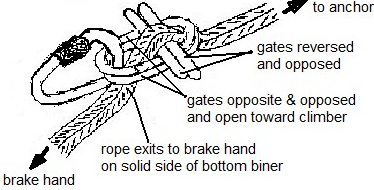 to anchor
gates reversed
and opposed
gates opposite & opposed
and open toward climber
rope exits to brake hand
on solid side of bottom biner
brake hand